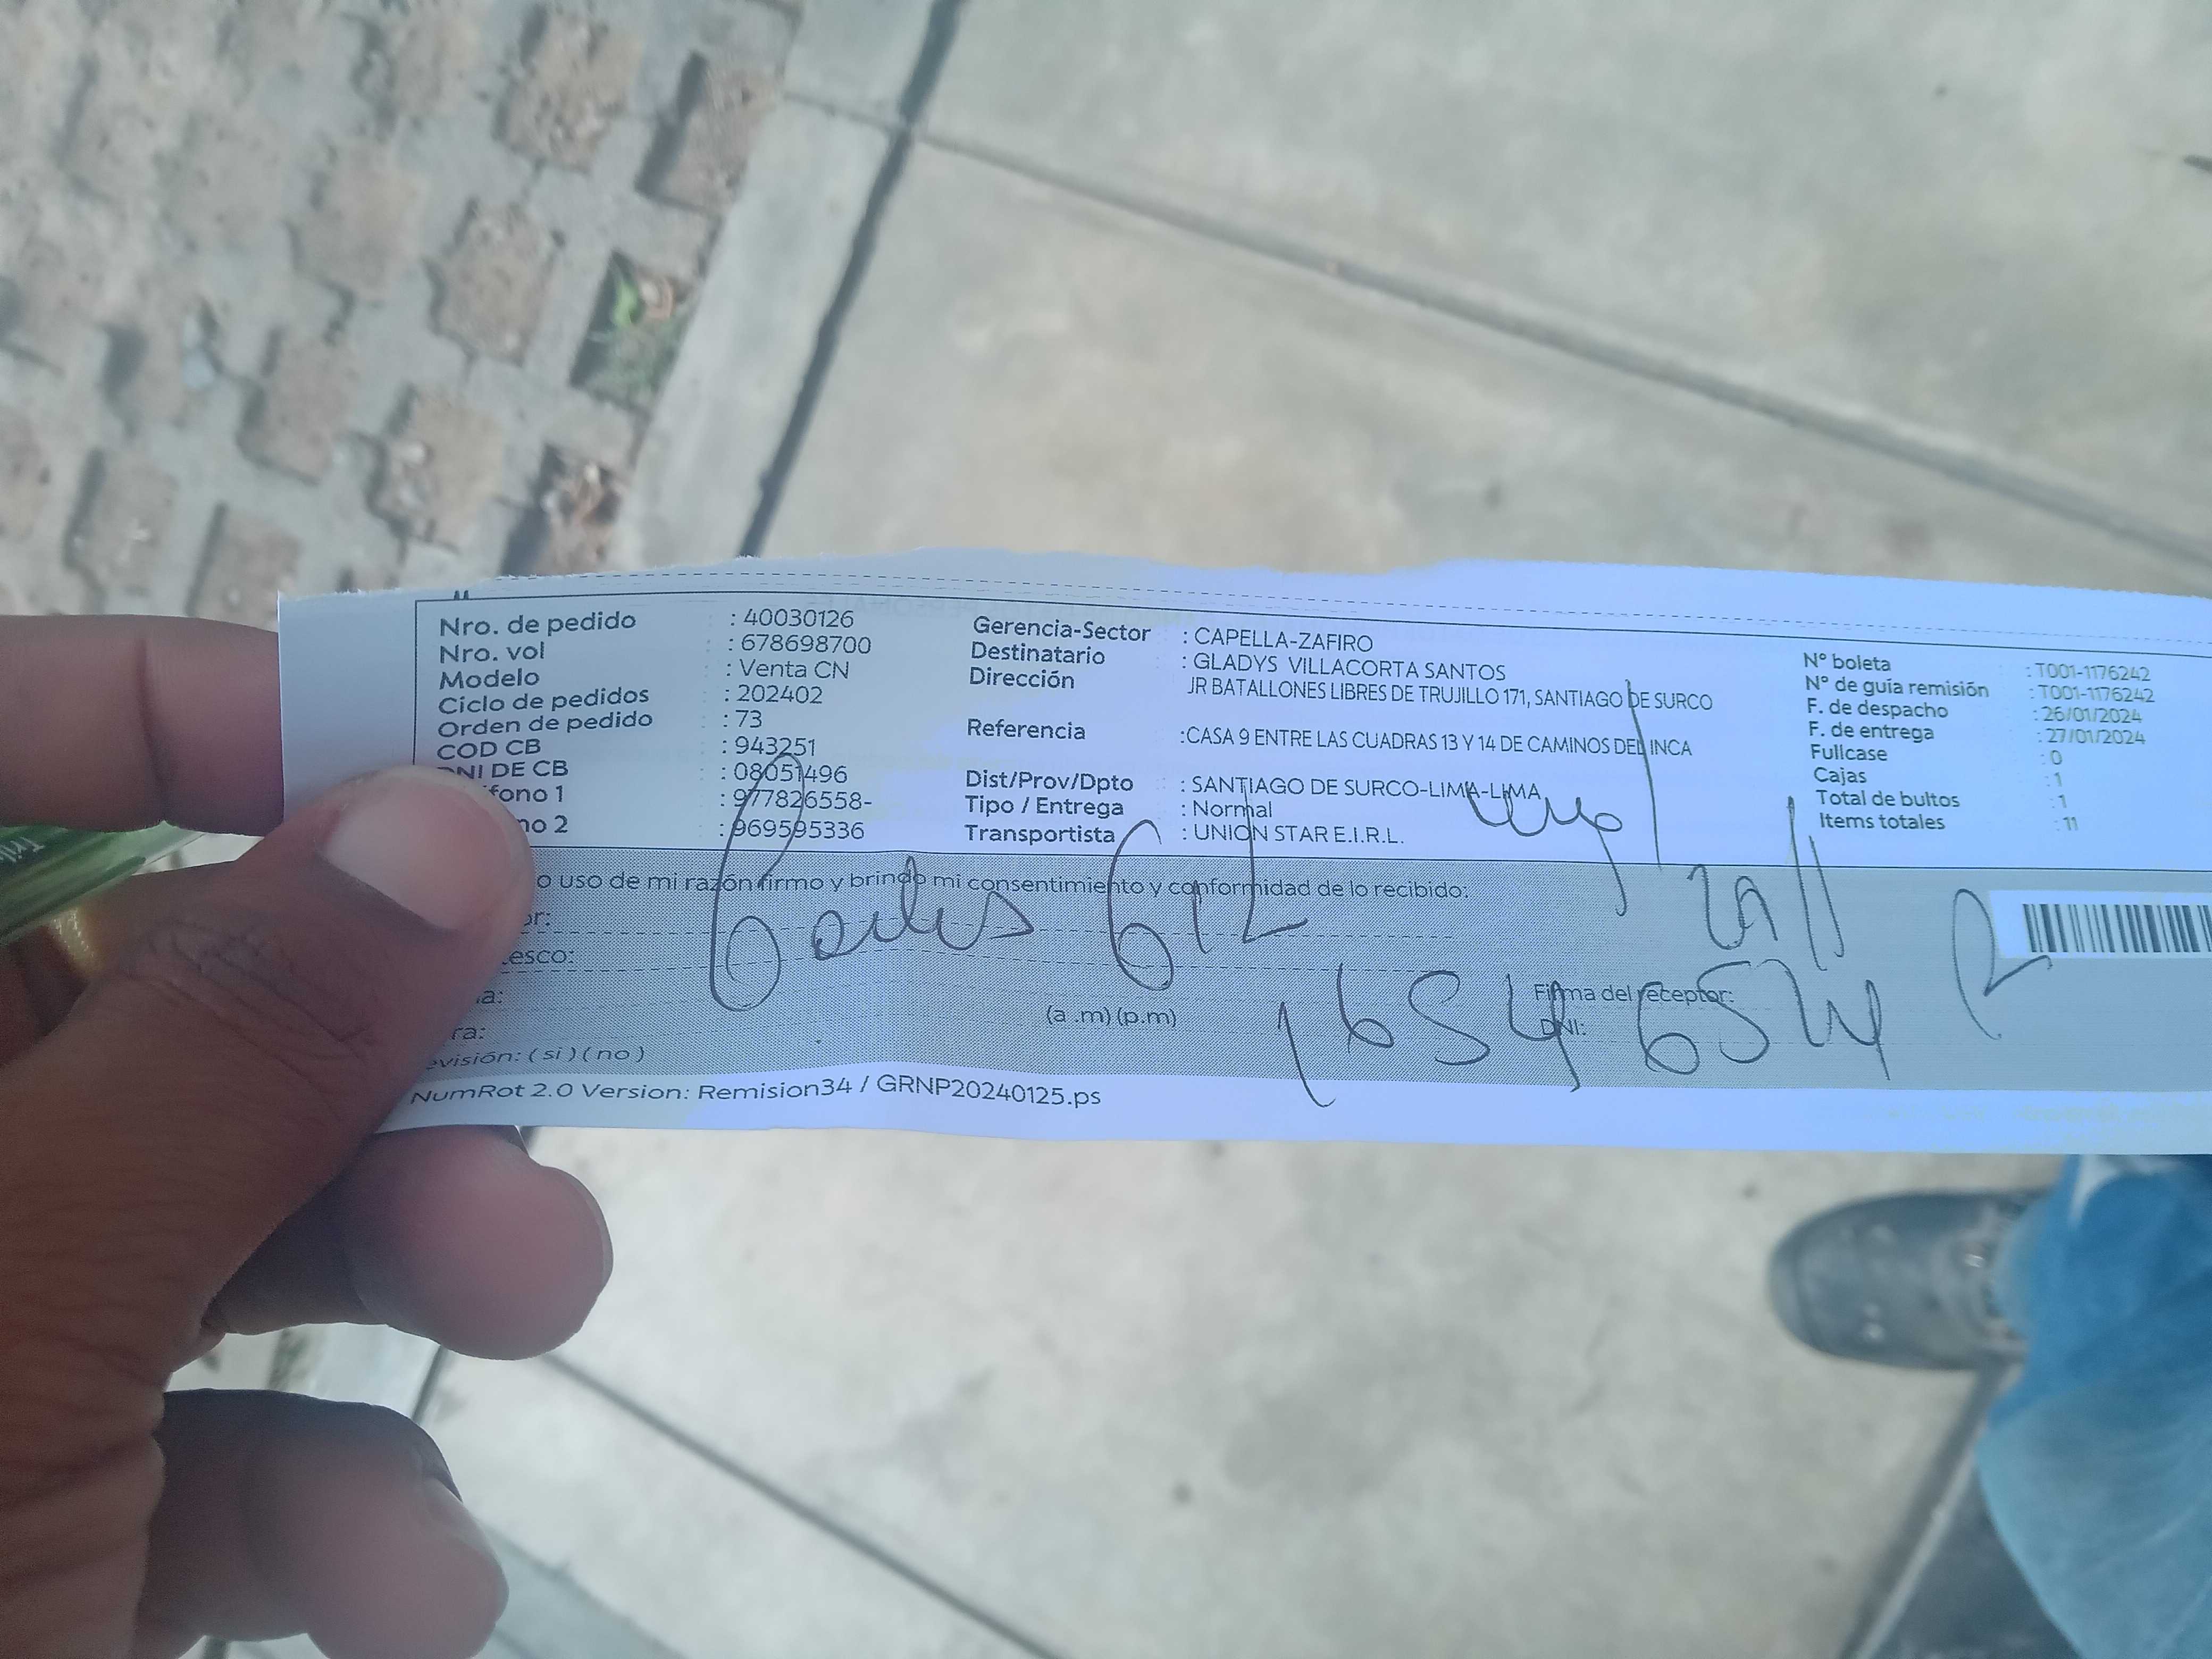 Nro. de pedido : 40030126
Nro. vol : 678698700
Modelo : Venta CN
Ciclo de pedidos : 202402
Orden de pedido : 73
COD CB : 943251
DNI DE CB : 08051496
fono 1 : 977826558-
no 2 : 969595336
Gerencia-Sector : CAPELLA-ZAFIRO
Destinatario : GLADYS VILLACORTA SANTOS
Dirección JR BATALLONES LIBRES DE TRUJILLO 171, SANTIAGO DE SURCO
Referencia :CASA 9 ENTRE LAS CUADRAS 13 Y 14 DE CAMINOS DEL INCA
Dist/Prov/Dpto : SANTIAGO DE SURCO-LIMA-LIMA
Tipo / Entrega : Normal
Transportista : UNION STAR E.I.R.L.
N° boleta : T001-1176242
N° de guía remisión : T001-1176242
F. de despacho : 26/01/2024
F. de entrega : 27/01/2024
Fullcase : 0
Cajas : 1
Total de bultos : 1
Items totales : 11
o uso de mi razón firmo y brindo mi consentimiento y conformidad de lo recibido:
or:
esco:
a:
ra:
(a .m) (p.m)
evisión: ( si ) ( no )
Firma del receptor:
DNI:
NumRot 2.0 Version: Remision34 / GRNP20240125.ps